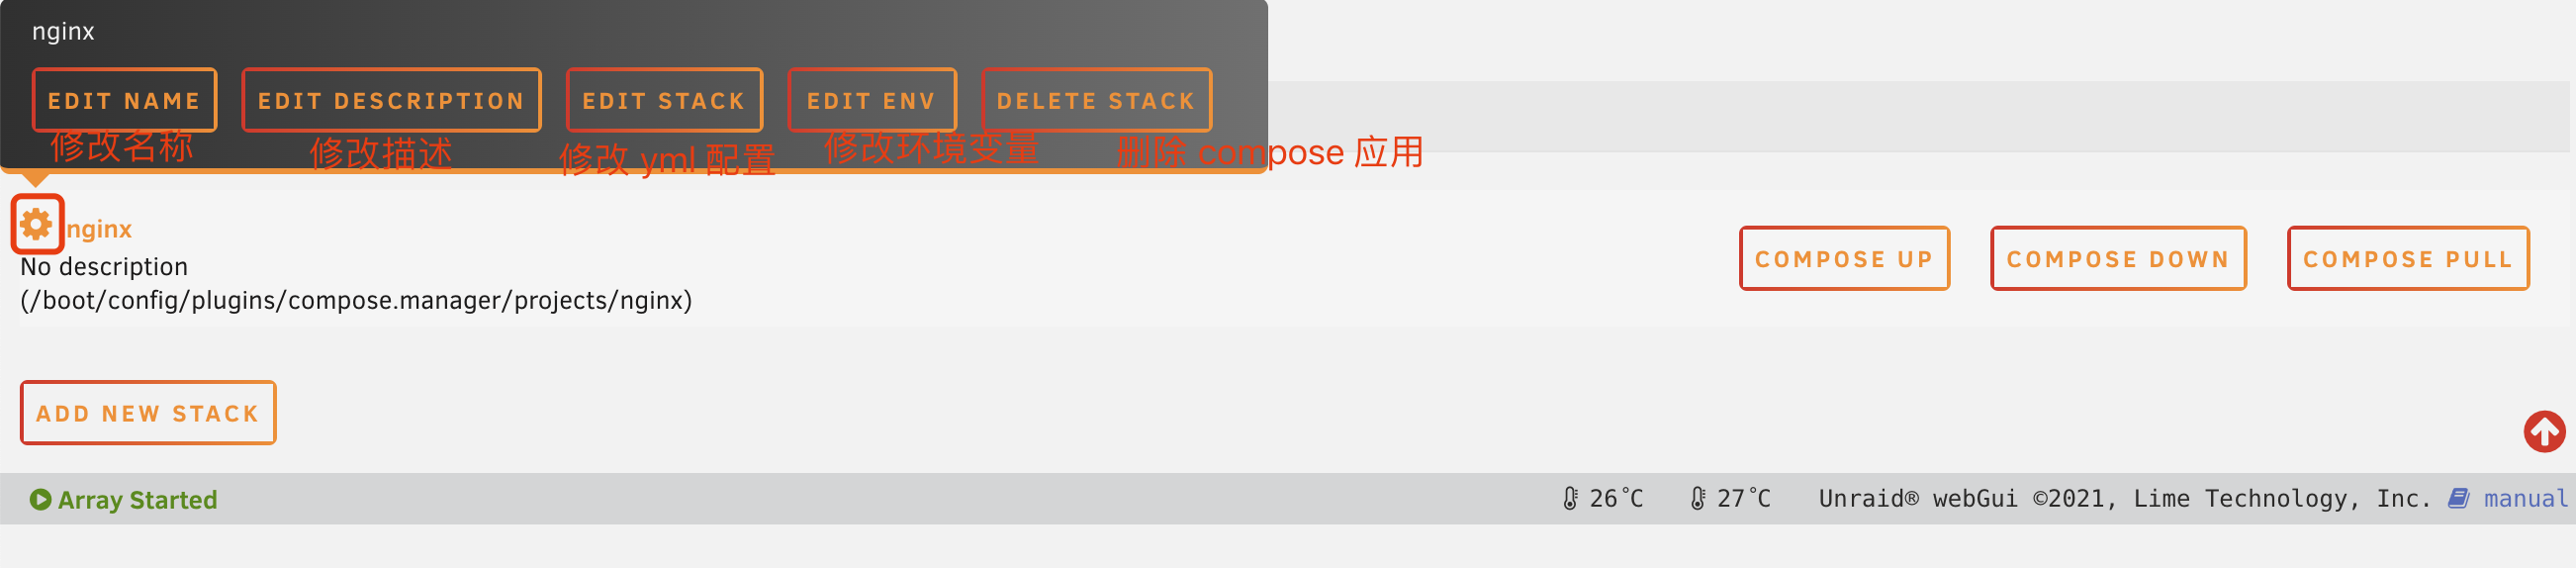 nginx
EDIT NAME EDIT DESCRIPTION EDIT STACK EDIT ENV DELETE STACK
修改名称 修改描述 修改 yml 配置 修改环境变量 删除 compose 应用
nginx
No description
(/boot/config/plugins/compose.manager/projects/nginx)
COMPOSE UP COMPOSE DOWN COMPOSE PULL
ADD NEW STACK
Array Started 26°C 27°C Unraid® webGui ©2021, Lime Technology, Inc. manual